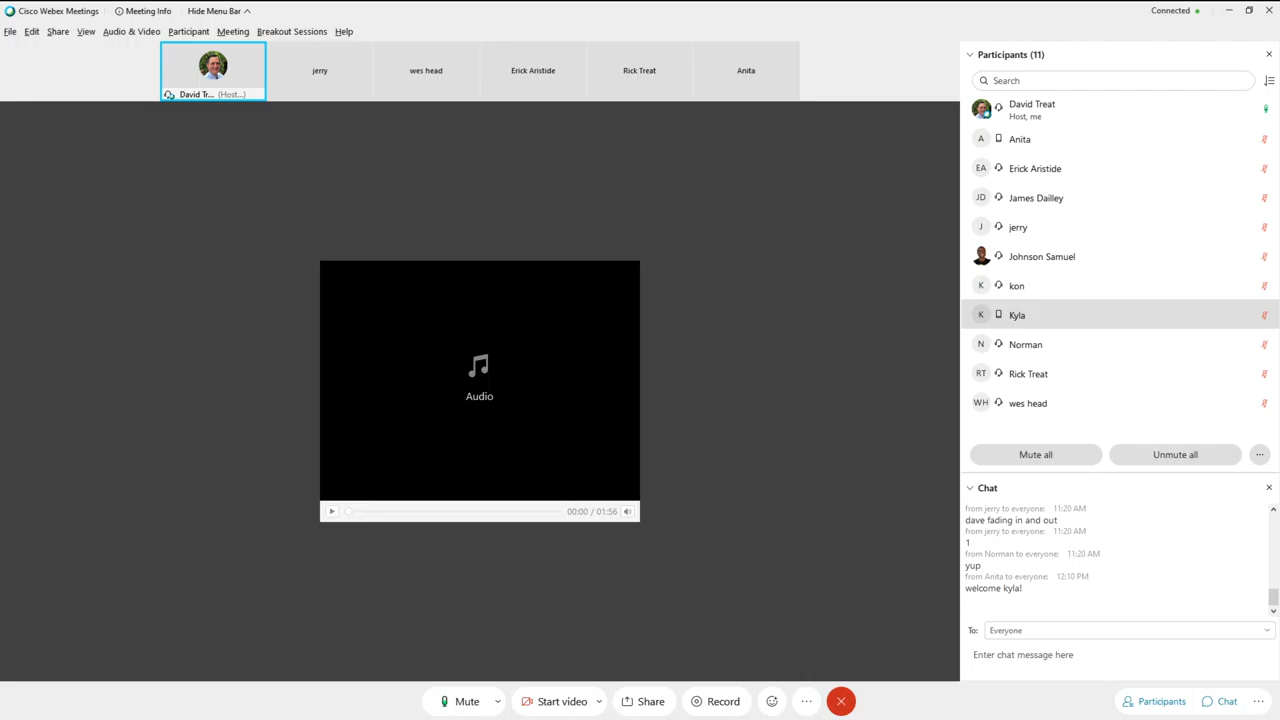 Cisco Webex Meetings Meeting Info Hide Menu Bar Connected
File Edit Share View Audio & Video Participant Meeting Breakout Sessions Help
David Tr... (Host...)
jerry
wes head
Erick Aristide
Rick Treat
Anita
Audio
00:00 / 01:56
Participants (11)
Search
David Treat
Host, me
A Anita
EA Erick Aristide
JD James Dailley
J jerry
Johnson Samuel
K kon
K Kyla
N Norman
RT Rick Treat
WH wes head
Mute all Unmute all
Chat
from jerry to everyone: 11:20 AM
dave fading in and out
from jerry to everyone: 11:20 AM
1
from Norman to everyone: 11:20 AM
yup
from Anita to everyone: 12:10 PM
welcome kyla!
To: Everyone
Enter chat message here
Mute Start video Share Record Participants Chat